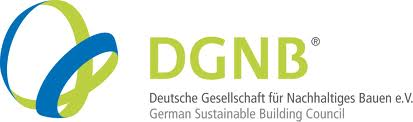 DGNB®
Deutsche Gesellschaft für Nachhaltiges Bauen e.V.
German Sustainable Building Council